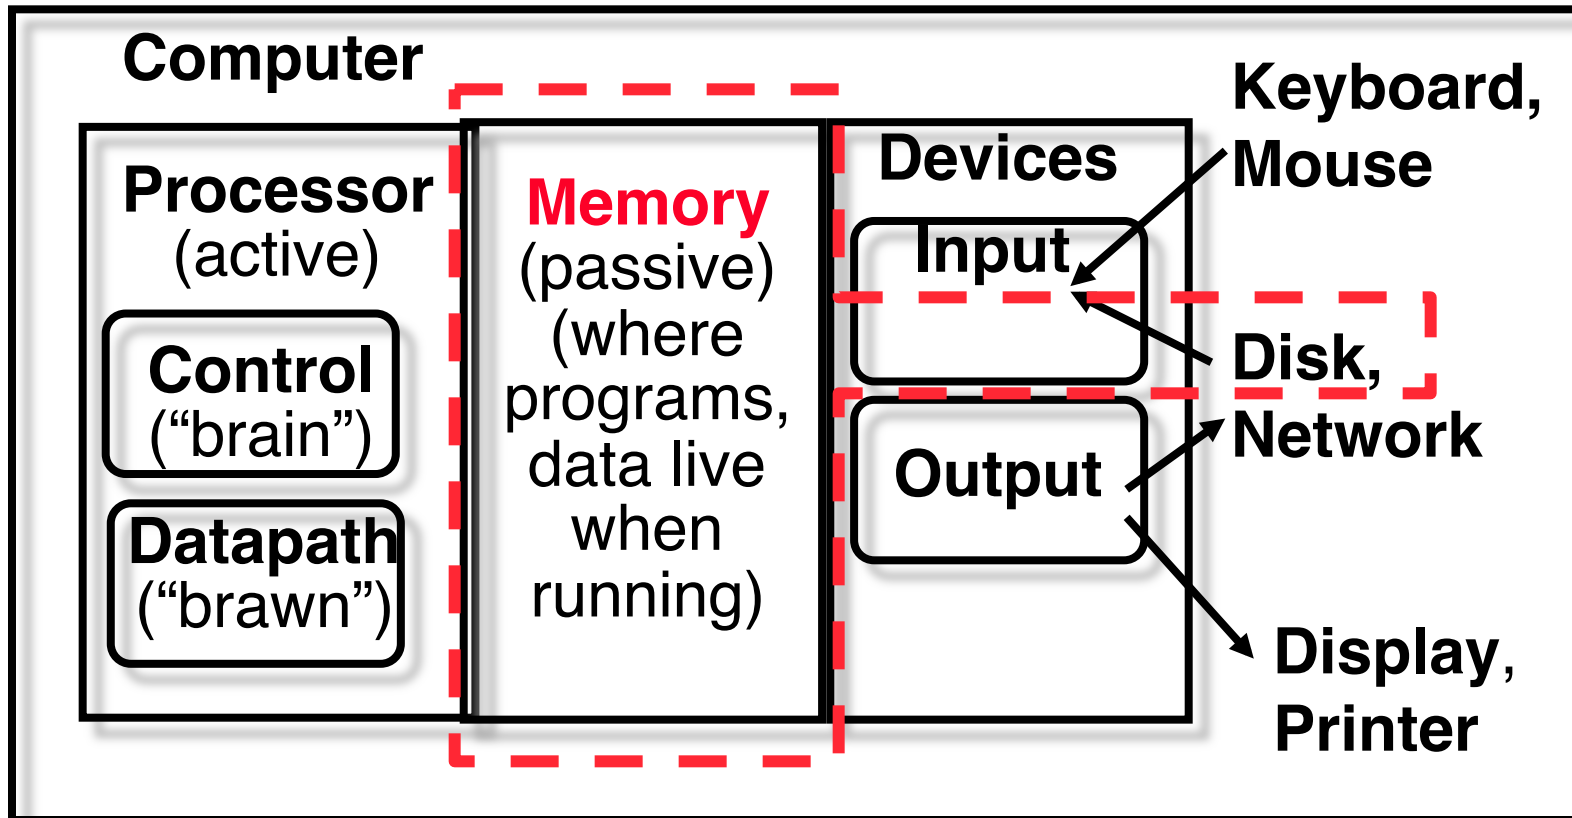 Computer
Processor
(active)
Control
(“brain”)
Datapath
(“brawn”)
Memory
(passive)
(where
programs,
data live
when
running)
Devices
Input
Output
Keyboard,
Mouse
Disk,
Network
Display,
Printer